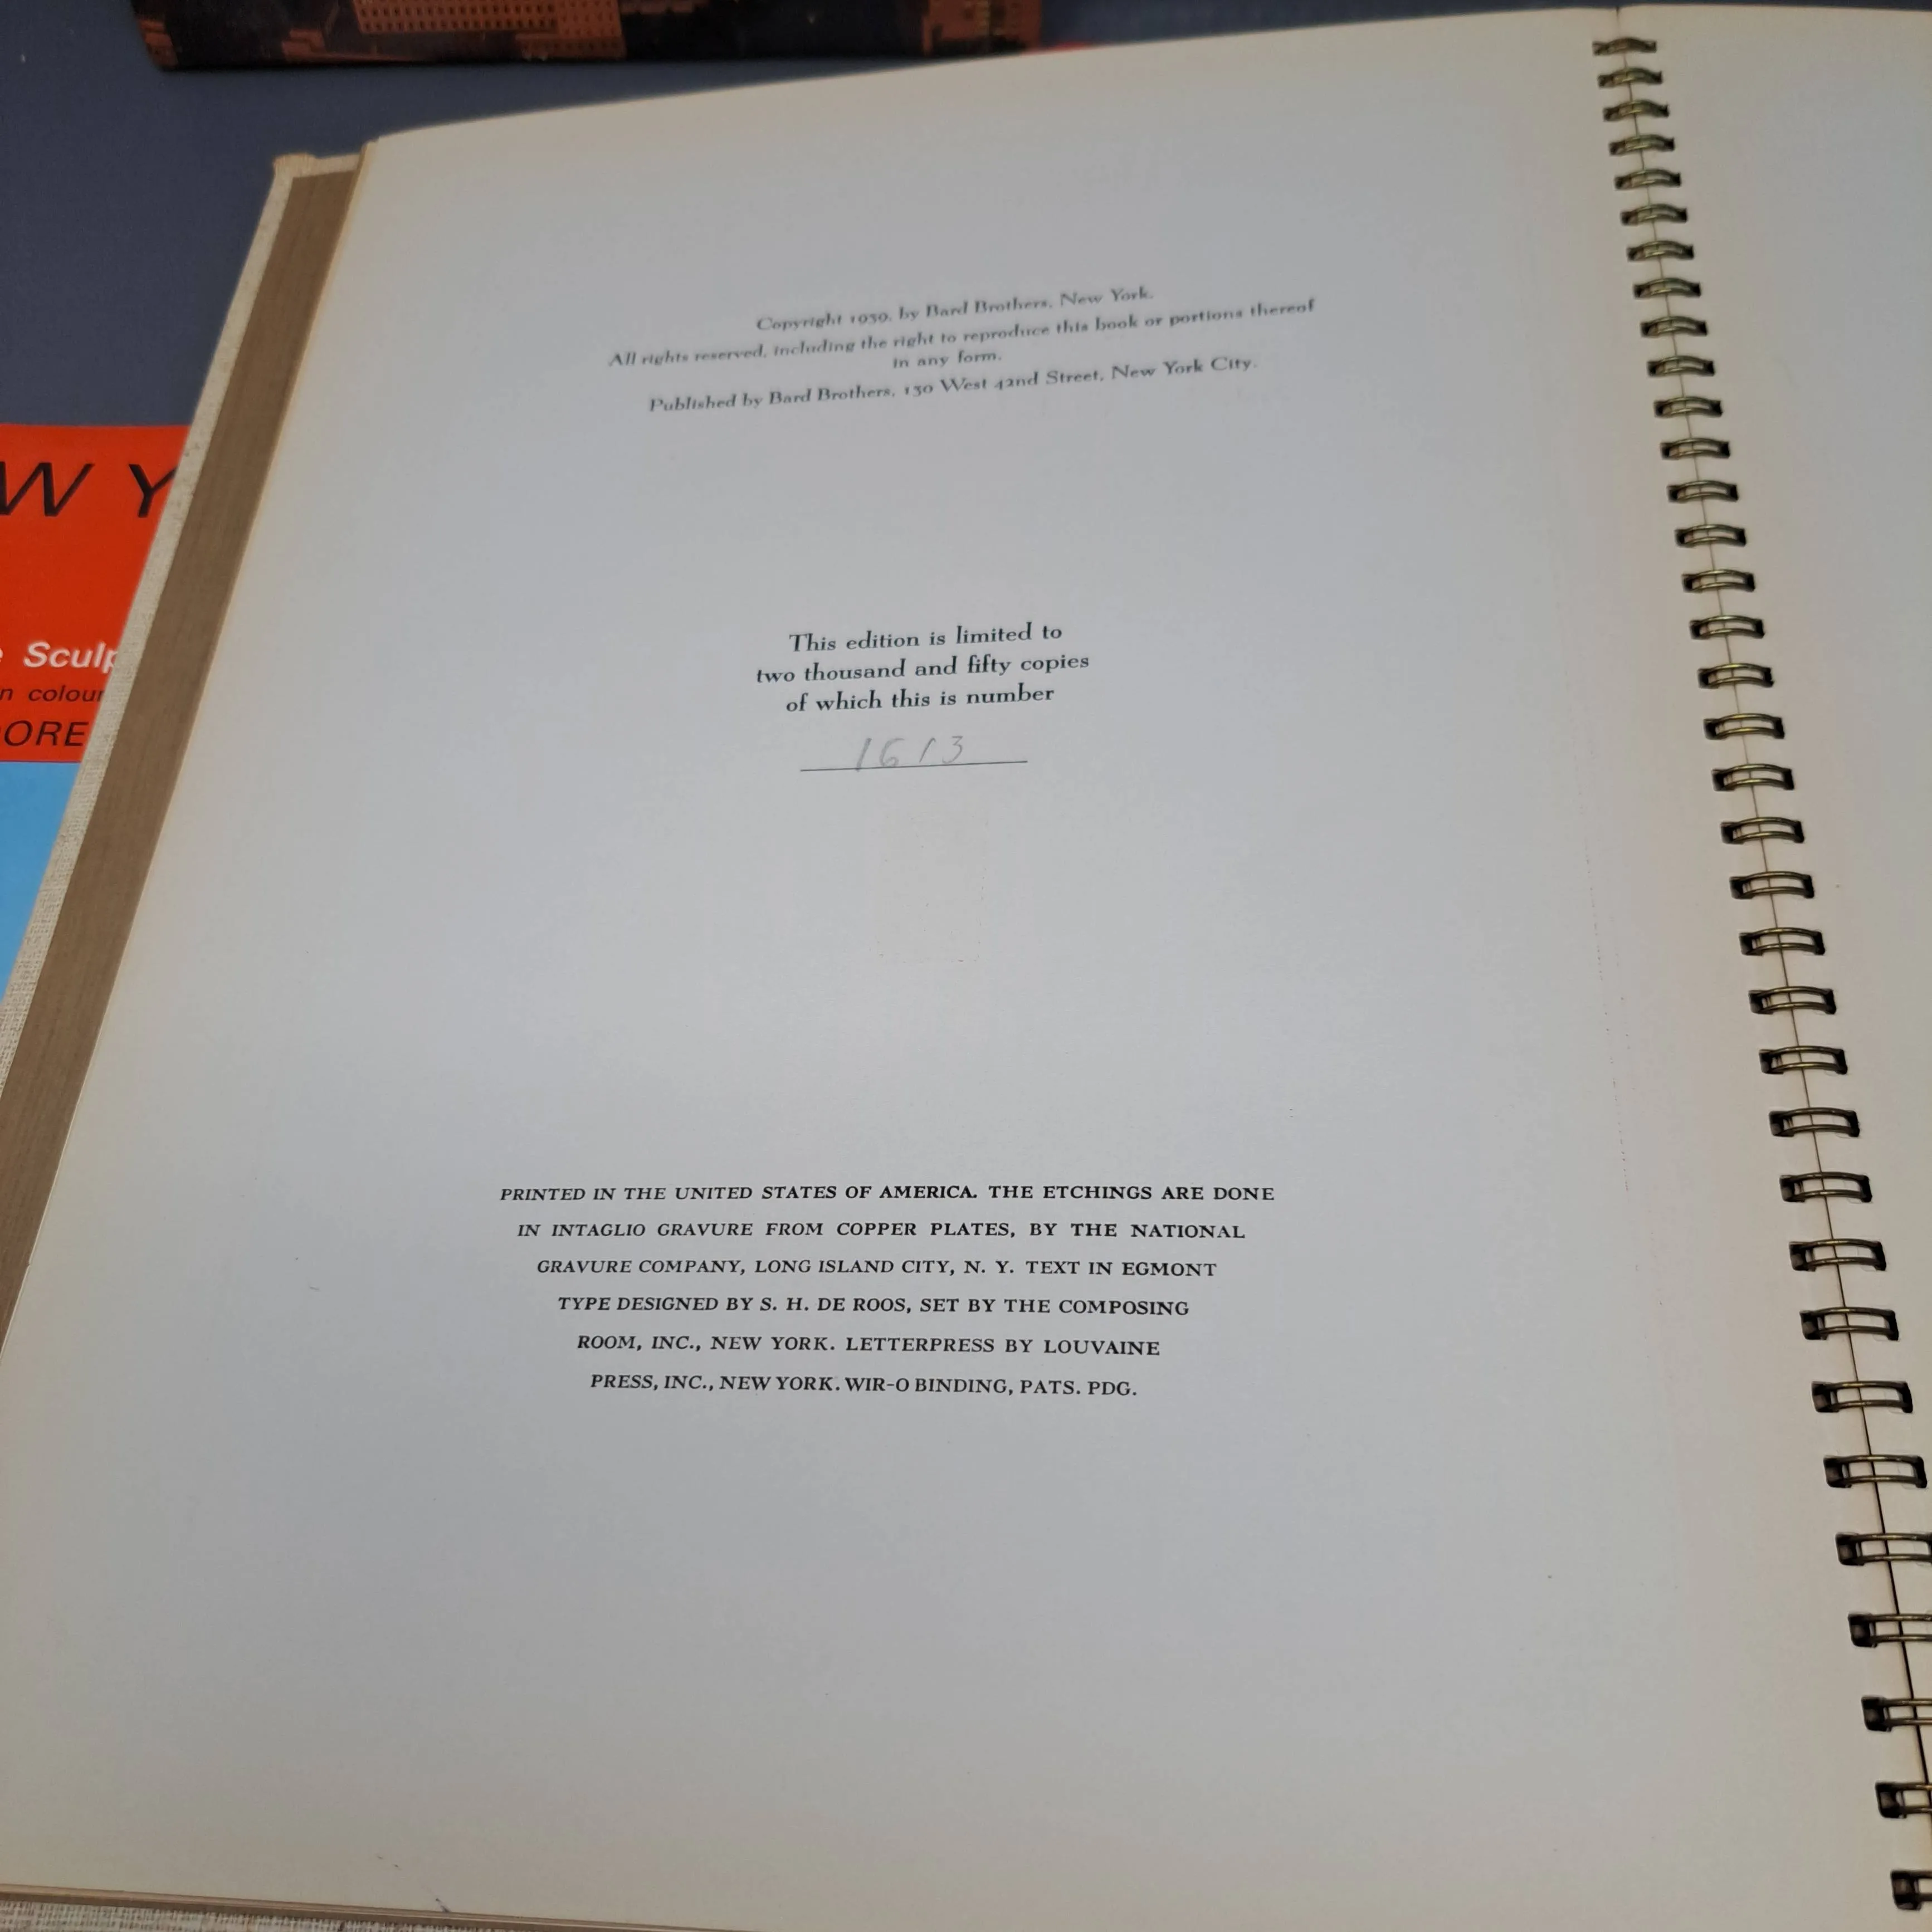 Copyright 1939, by Bard Brothers, New York.
All rights reserved, including the right to reproduce this book or portions thereof
in any form.
Published by Bard Brothers, 130 West 42nd Street, New York City.
This edition is limited to
two thousand and fifty copies
of which this is number
1613
PRINTED IN THE UNITED STATES OF AMERICA. THE ETCHINGS ARE DONE
IN INTAGLIO GRAVURE FROM COPPER PLATES, BY THE NATIONAL
GRAVURE COMPANY, LONG ISLAND CITY, N. Y. TEXT IN EGMONT
TYPE DESIGNED BY S. H. DE ROOS, SET BY THE COMPOSING
ROOM, INC., NEW YORK. LETTERPRESS BY LOUVAINE
PRESS, INC., NEW YORK. WIR-O BINDING, PATS. PDG.
W Y
e Sculp
n colour
OORE